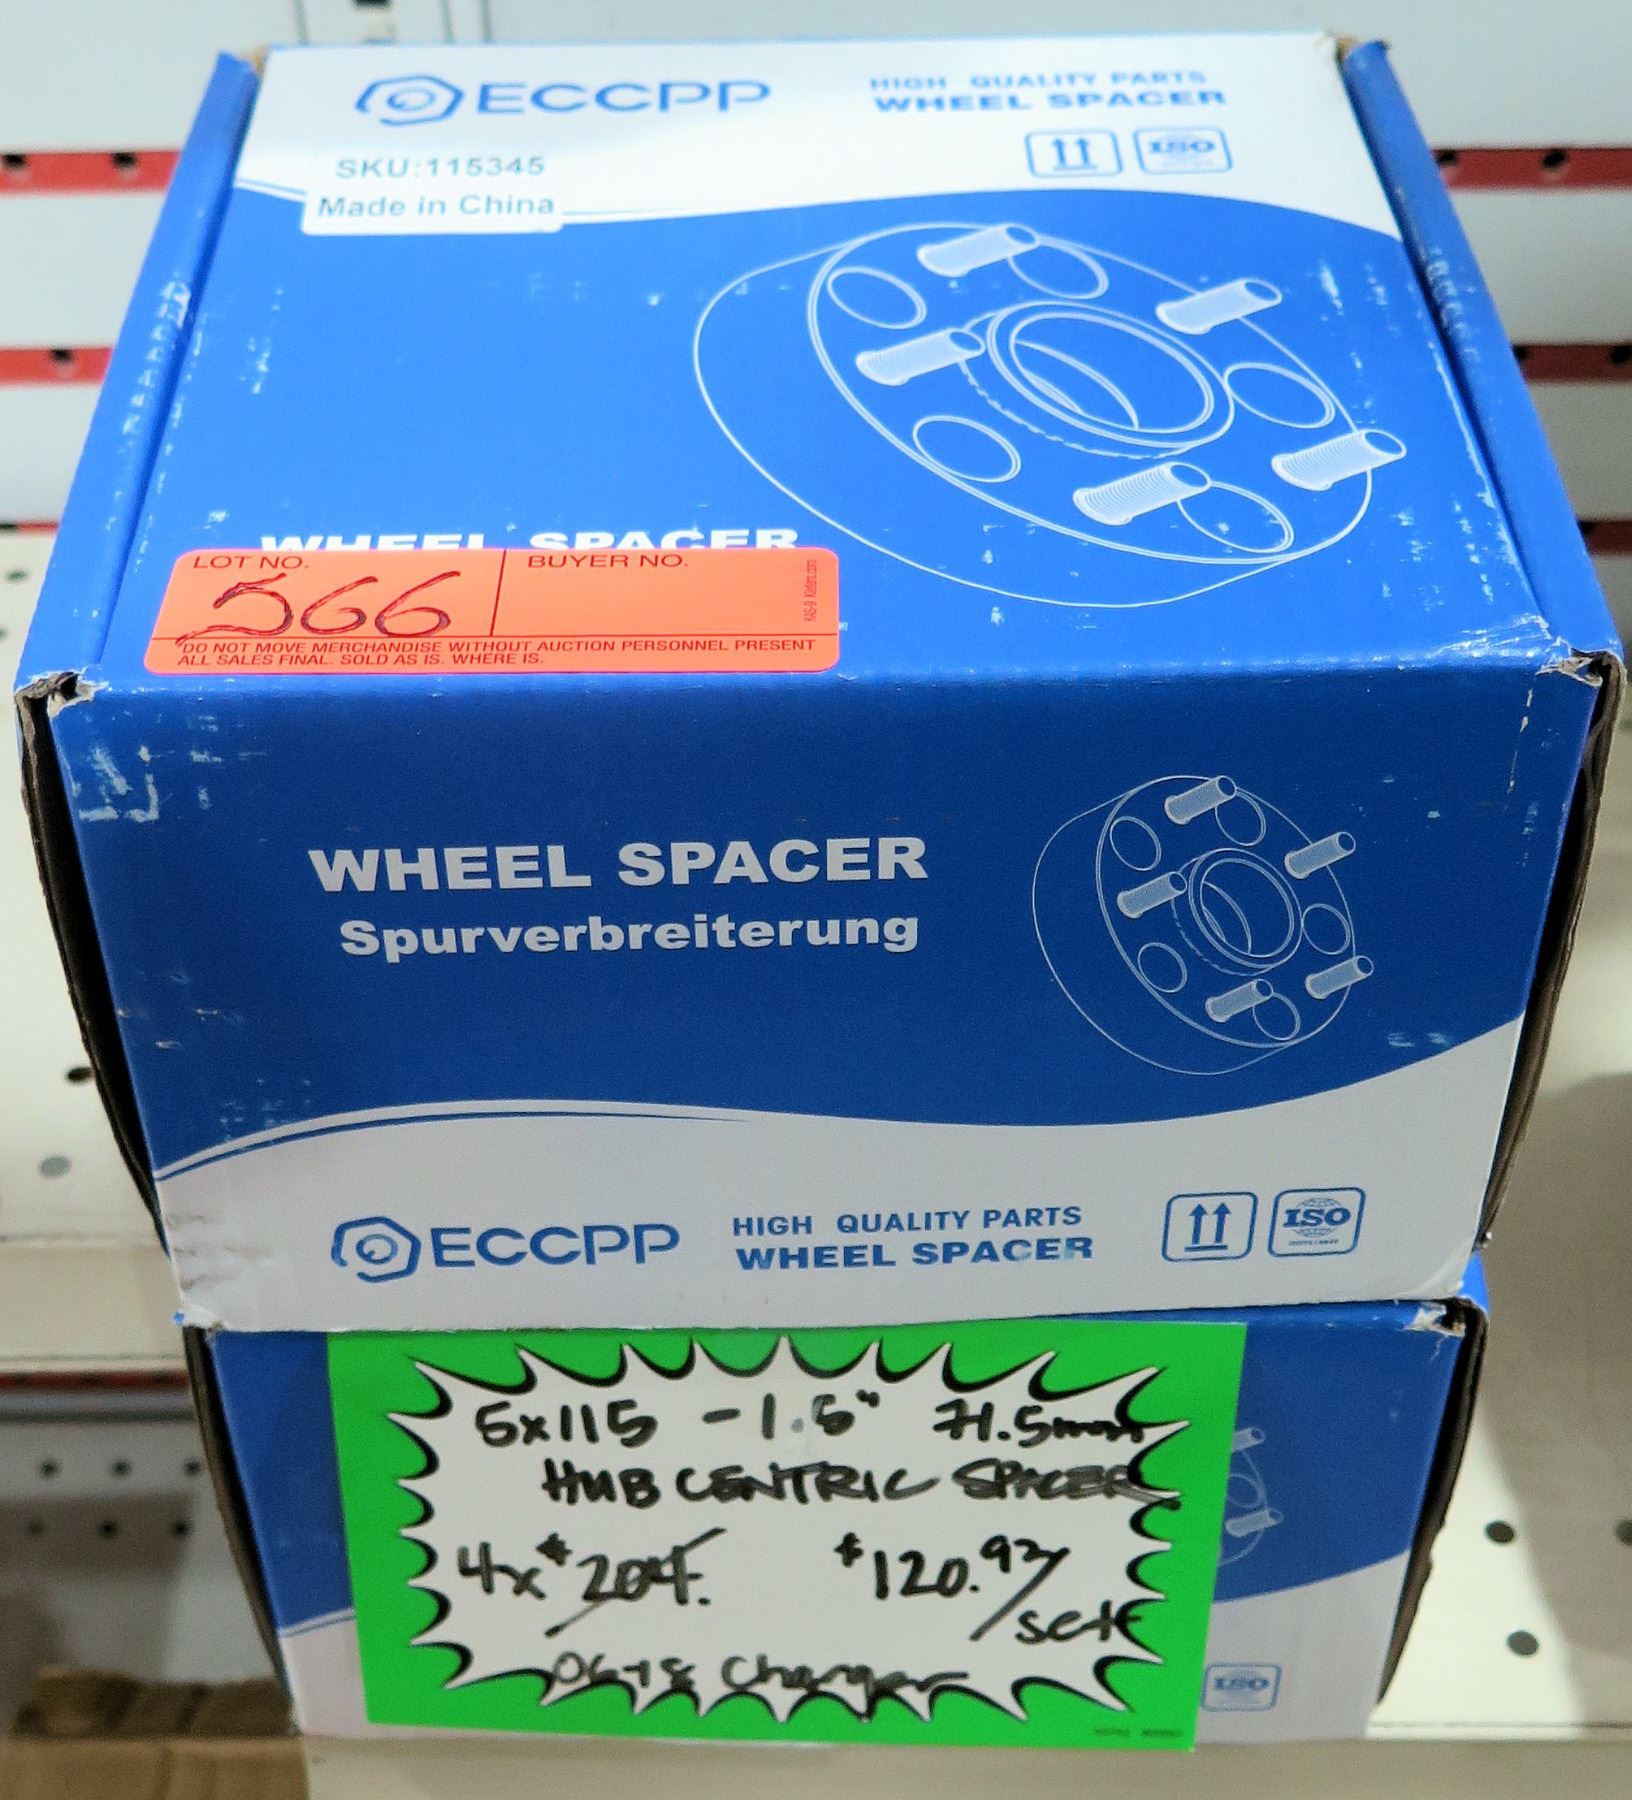 ECCPP
HIGH QUALITY PARTS
WHEEL SPACER
ISO
SKU:115345
Made in China
WHEEL SPACER
LOT NO. 566
BUYER NO.
DO NOT MOVE MERCHANDISE WITHOUT AUCTION PERSONNEL PRESENT
ALL SALES FINAL. SOLD AS IS. WHERE IS.
WHEEL SPACER
Spurverbreiterung
ECCPP
HIGH QUALITY PARTS
WHEEL SPACER
ISO
5x115 - 1.5" 71.5mm
HUB CENTRIC SPACER
4x $204. $120.93/set
06-18 Charger
ISO